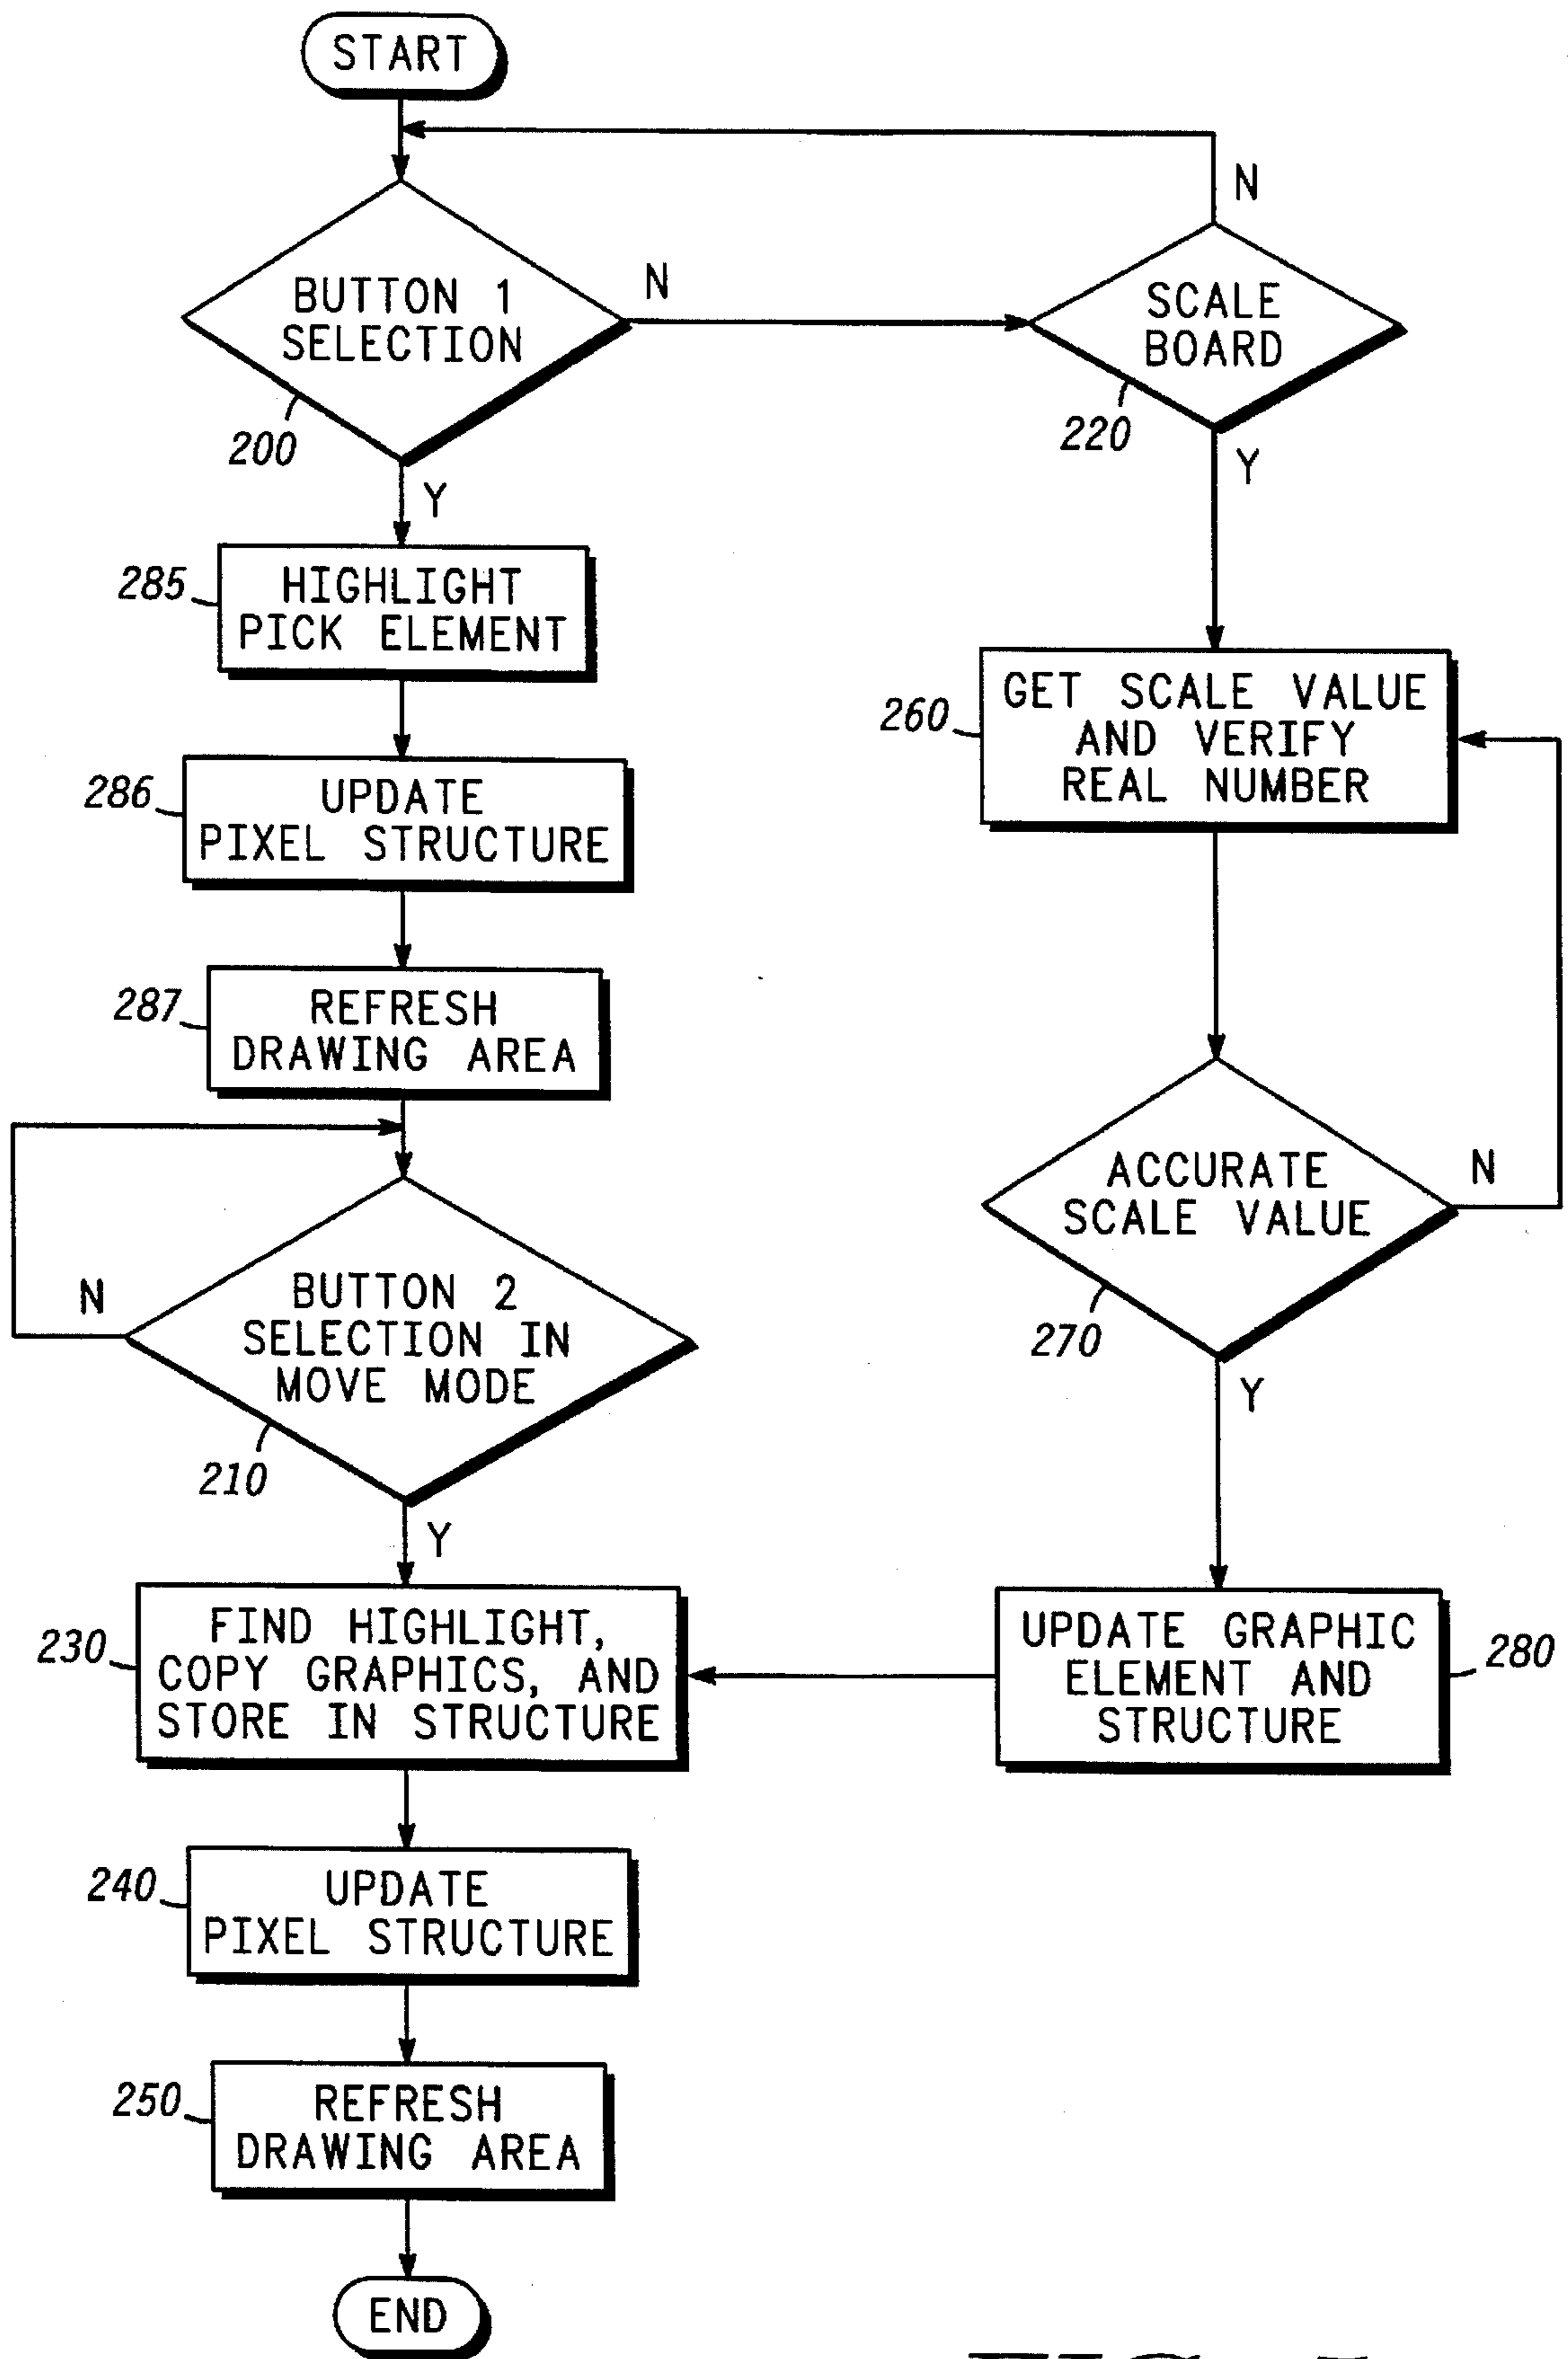 START
N
BUTTON 1
SELECTION
N
SCALE
BOARD
200
220
Y
Y
285
HIGHLIGHT
PICK ELEMENT
260
GET SCALE VALUE
AND VERIFY
REAL NUMBER
286
UPDATE
PIXEL STRUCTURE
287
REFRESH
DRAWING AREA
ACCURATE
SCALE VALUE
N
N
BUTTON 2
SELECTION IN
MOVE MODE
270
Y
210
Y
230
FIND HIGHLIGHT,
COPY GRAPHICS, AND
STORE IN STRUCTURE
UPDATE GRAPHIC
ELEMENT AND
STRUCTURE
280
240
UPDATE
PIXEL STRUCTURE
250
REFRESH
DRAWING AREA
END